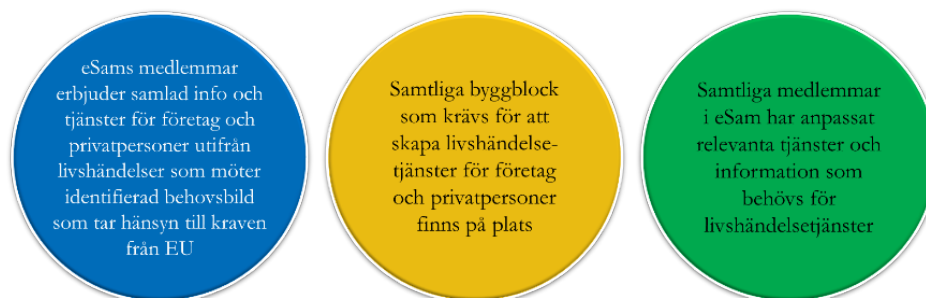 eSams medlemmar
erbjuder samlad info och
tjänster för företag och
privatpersoner utifrån
livshändelser som möter
identifierad behovsbild
som tar hänsyn till kraven
från EU
Samtliga byggblock
som krävs för att
skapa livshändelse-
tjänster för företag
och privatpersoner
finns på plats
Samtliga medlemmar
i eSam har anpassat
relevanta tjänster och
information som
behövs för
livshändelsetjänster